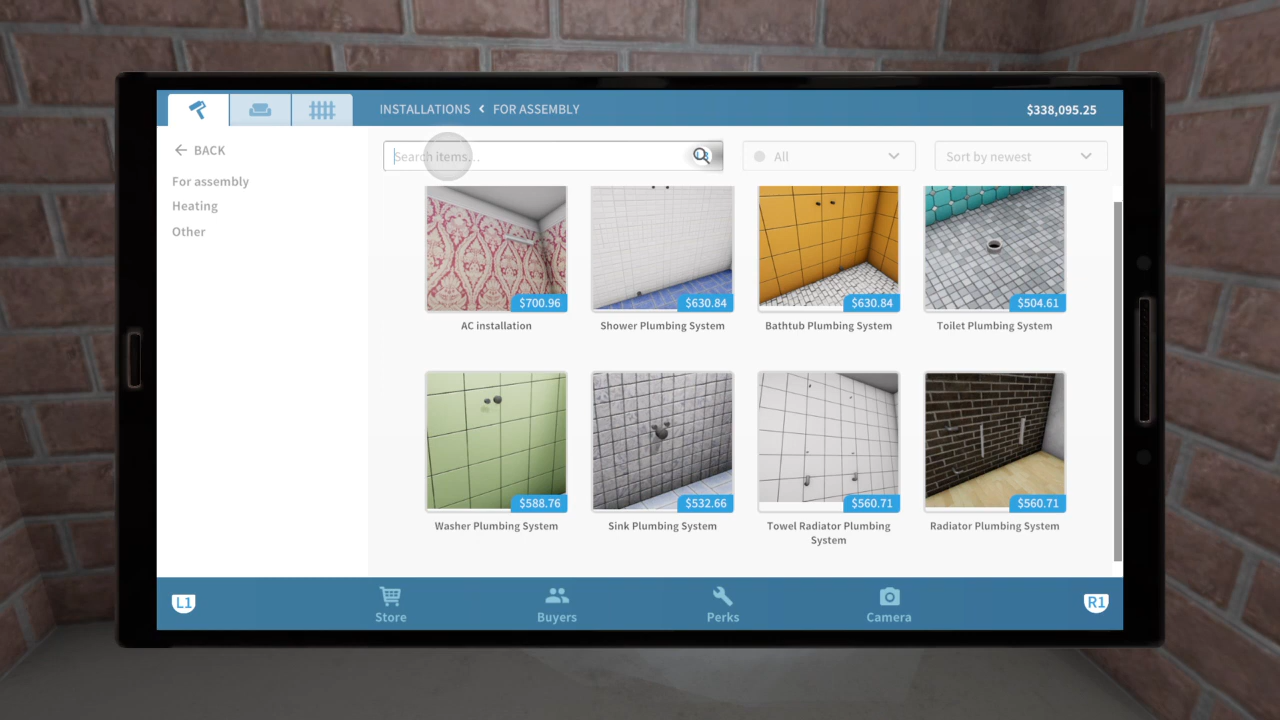 INSTALLATIONS < FOR ASSEMBLY
$338,095.25
BACK
For assembly
Heating
Other
Search items...
All
Sort by newest
$700.96
$630.84
$630.84
$504.61
AC installation
Shower Plumbing System
Bathtub Plumbing System
Toilet Plumbing System
$588.76
$532.66
$560.71
$560.71
Washer Plumbing System
Sink Plumbing System
Towel Radiator Plumbing
System
Radiator Plumbing System
L1
Store
Buyers
Perks
Camera
R1